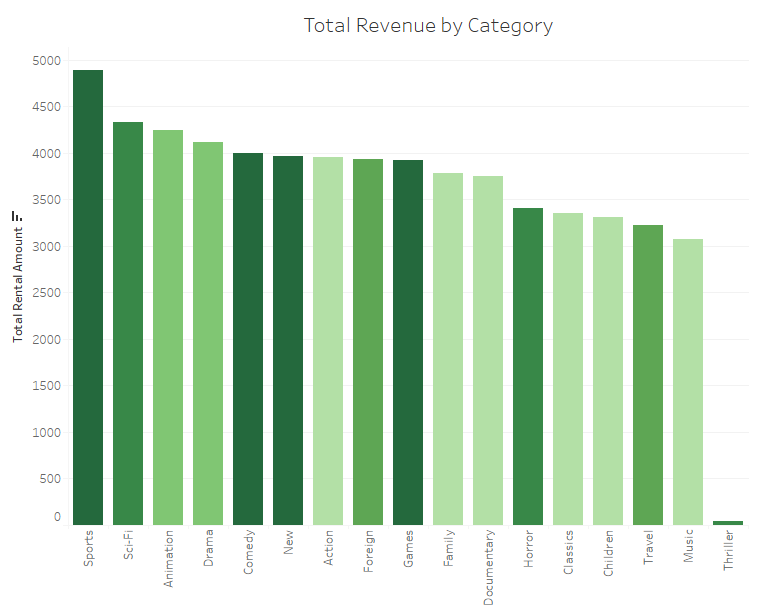 Total Revenue by Category
Total Rental Amount
5000
4500
4000
3500
3000
2500
2000
1500
1000
500
0
Sports
Sci-Fi
Animation
Drama
Comedy
New
Action
Foreign
Games
Family
Documentary
Horror
Classics
Children
Travel
Music
Thriller